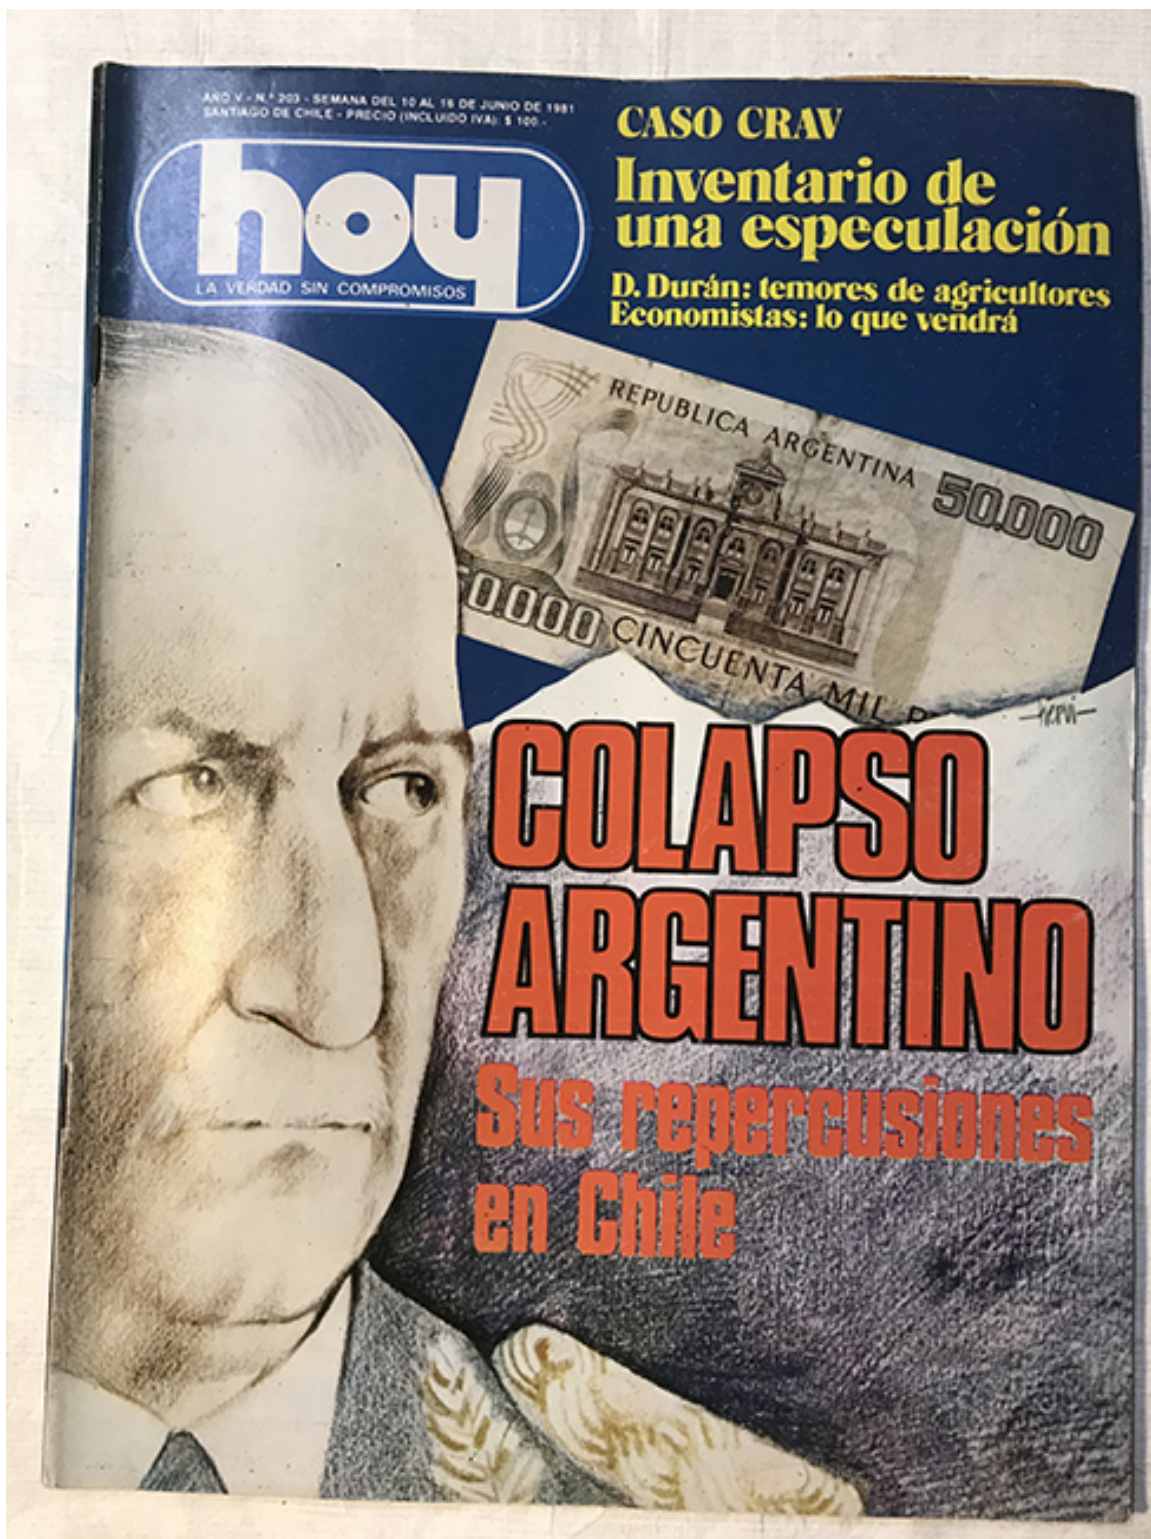 AÑO V - N.º 203 - SEMANA DEL 10 AL 16 DE JUNIO DE 1981
SANTIAGO DE CHILE - PRECIO (INCLUIDO IVA): $ 100.-
hoy
LA VERDAD SIN COMPROMISOS
CASO CRAV
Inventario de
una especulación
D. Durán: temores de agricultores
Economistas: lo que vendrá
REPUBLICA ARGENTINA
50.000
50.000
CINCUENTA MIL P
hervi
COLAPSO
ARGENTINO
Sus repercusiones
en Chile